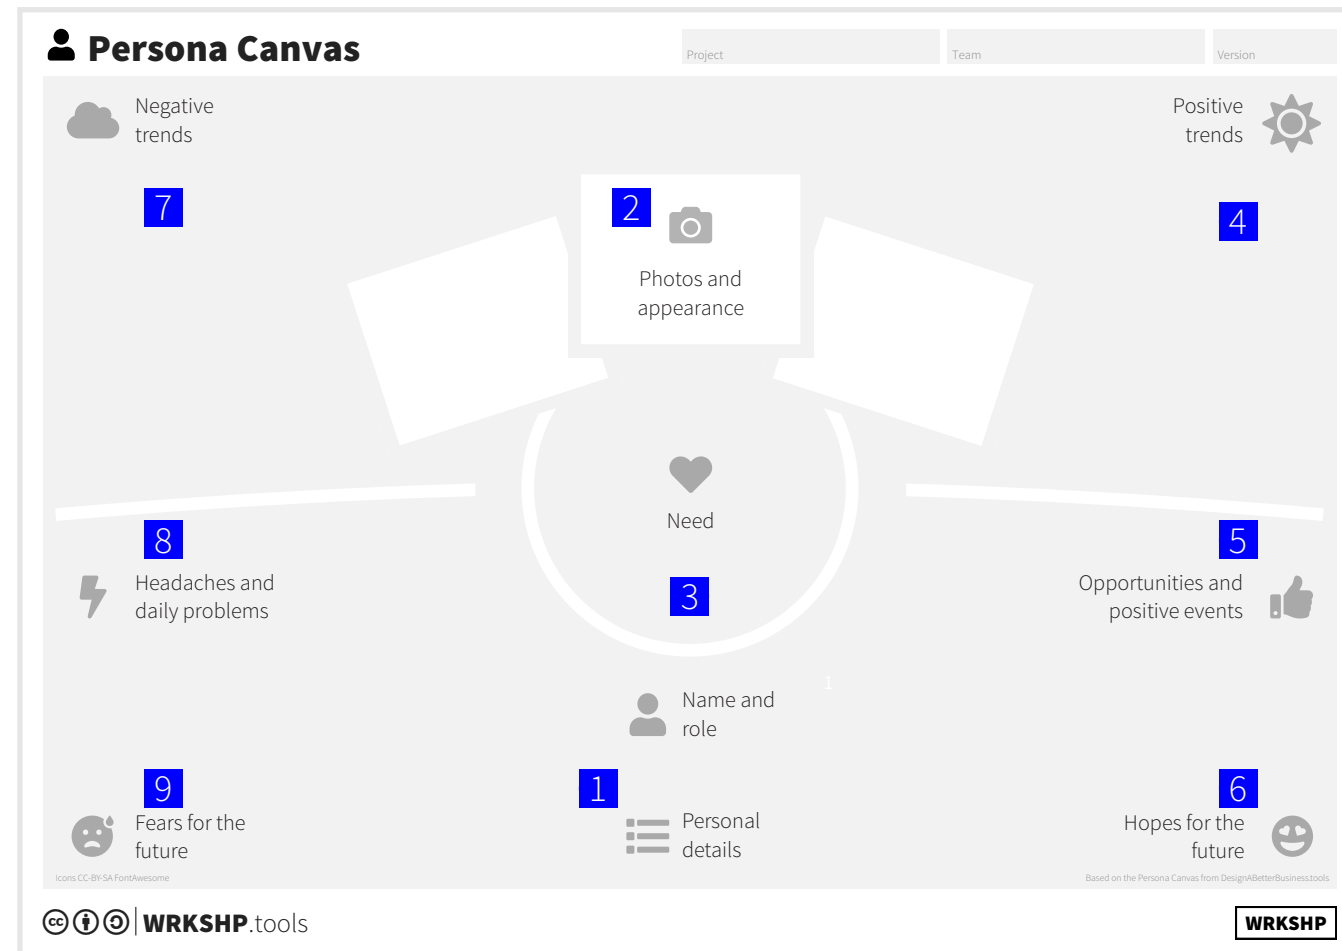 Persona Canvas
Project
Team
Version
Negative
trends
Positive
trends
7
2
4
Photos and
appearance
Need
8
5
Headaches and
daily problems
3
Opportunities and
positive events
1
Name and
role
9
1
6
Fears for the
future
Personal
details
Hopes for the
future
Icons CC-BY-SA FontAwesome
Based on the Persona Canvas from DesignABetterBusiness.tools
cc
WRKSHP.tools
WRKSHP